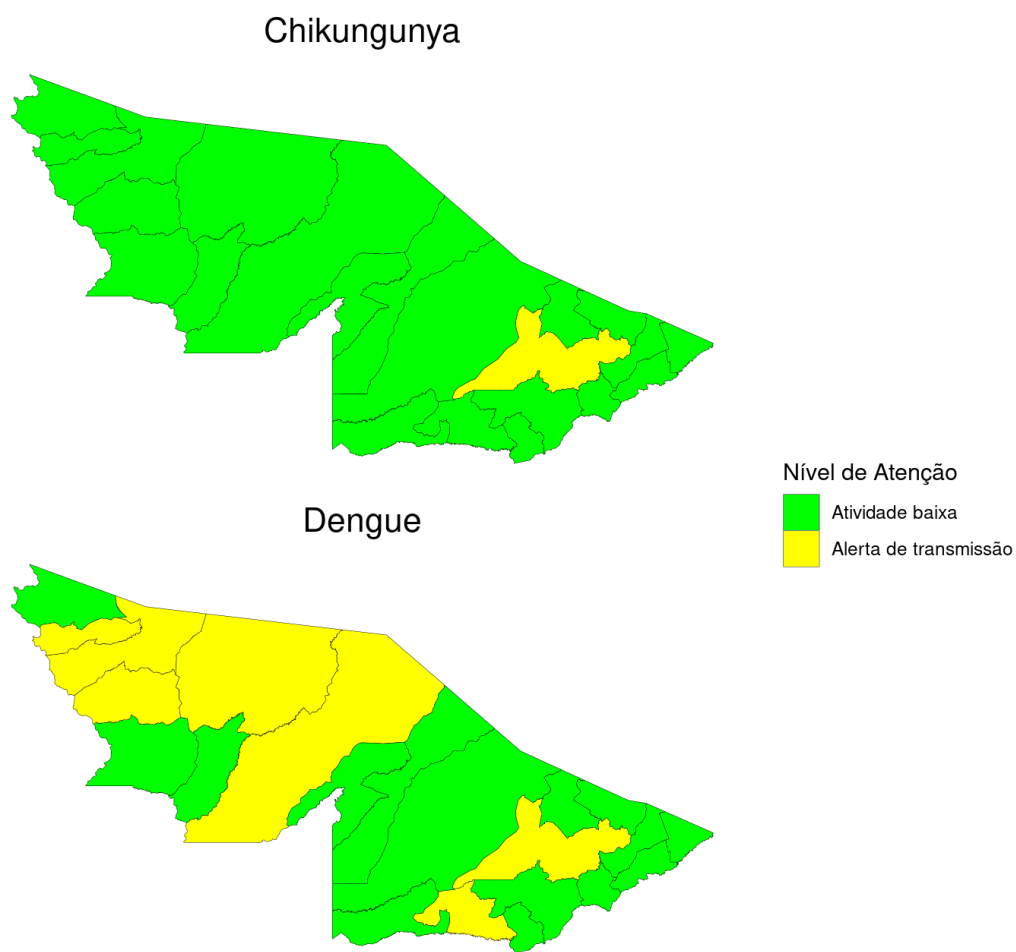 Chikungunya
Nível de Atenção
Atividade baixa
Alerta de transmissão
Dengue